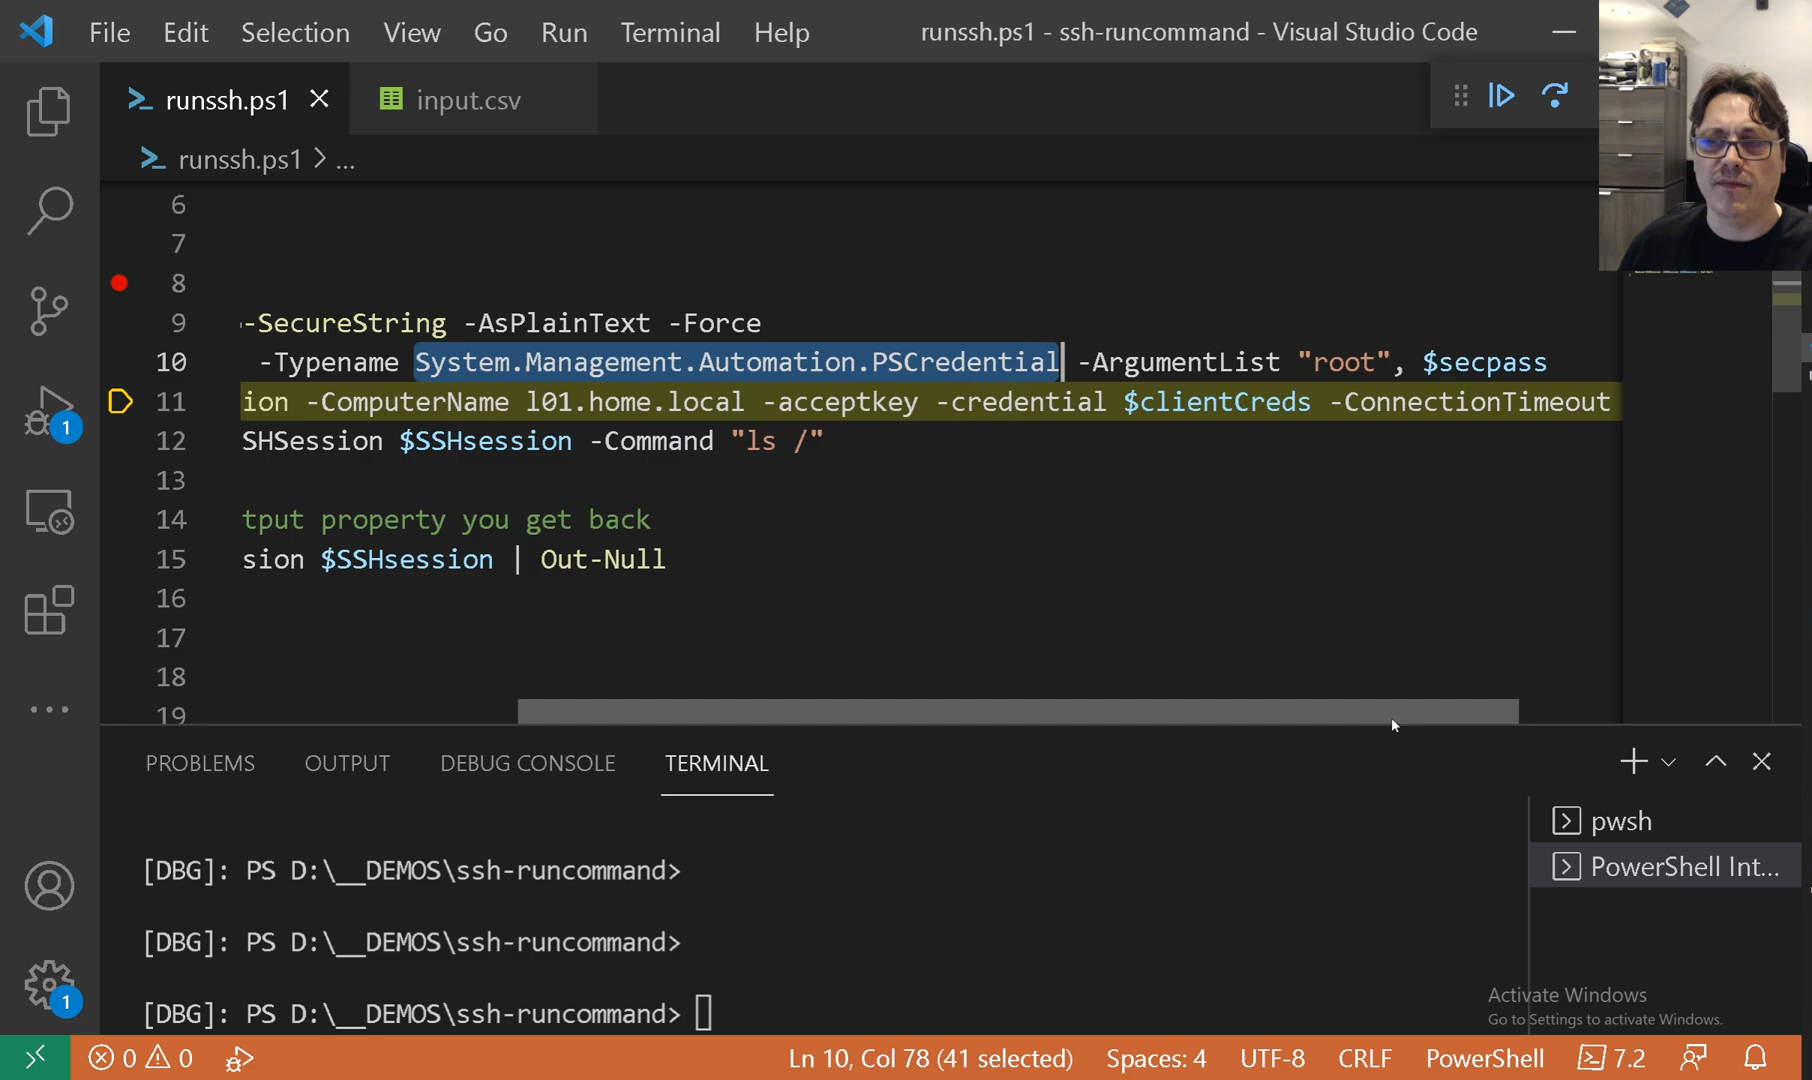 File Edit Selection View Go Run Terminal Help runssh.ps1 - ssh-runcommand - Visual Studio Code
runssh.ps1 input.csv
runssh.ps1 > ...
6
7
8
9 -SecureString -AsPlainText -Force
10 -Typename System.Management.Automation.PSCredential -ArgumentList "root", $secpass
11 ion -ComputerName l01.home.local -acceptkey -credential $clientCreds -ConnectionTimeout
12 SHSession $SSHsession -Command "ls /"
13
14 tput property you get back
15 sion $SSHsession | Out-Null
16
17
18
19
1
PROBLEMS OUTPUT DEBUG CONSOLE TERMINAL
pwsh
PowerShell Int...
[DBG]: PS D:\__DEMOS\ssh-runcommand>
[DBG]: PS D:\__DEMOS\ssh-runcommand>
[DBG]: PS D:\__DEMOS\ssh-runcommand>
1
Activate Windows
Go to Settings to activate Windows.
0 0 Ln 10, Col 78 (41 selected) Spaces: 4 UTF-8 CRLF PowerShell 7.2